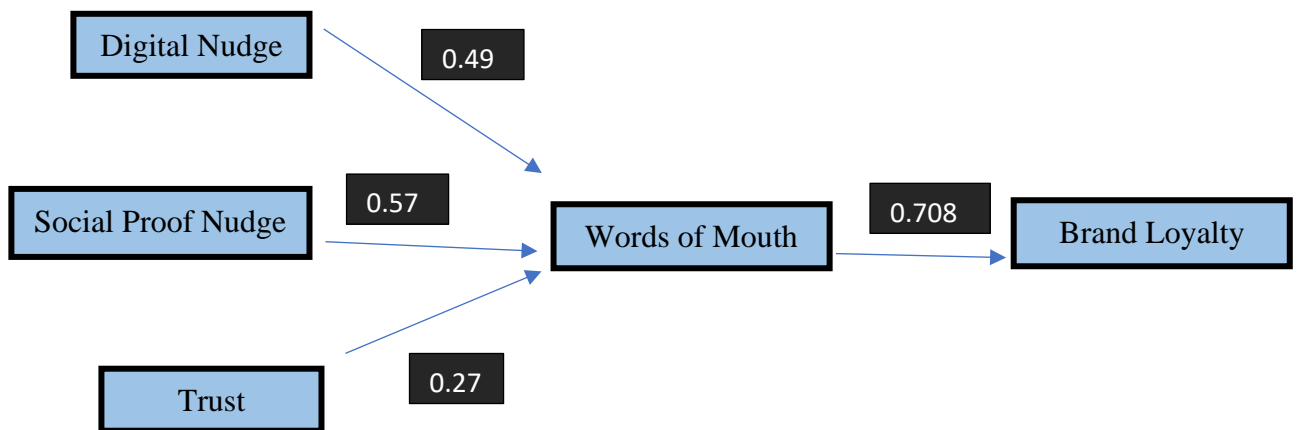 Digital Nudge
0.49
Social Proof Nudge
0.57
Words of Mouth
0.708
Brand Loyalty
Trust
0.27